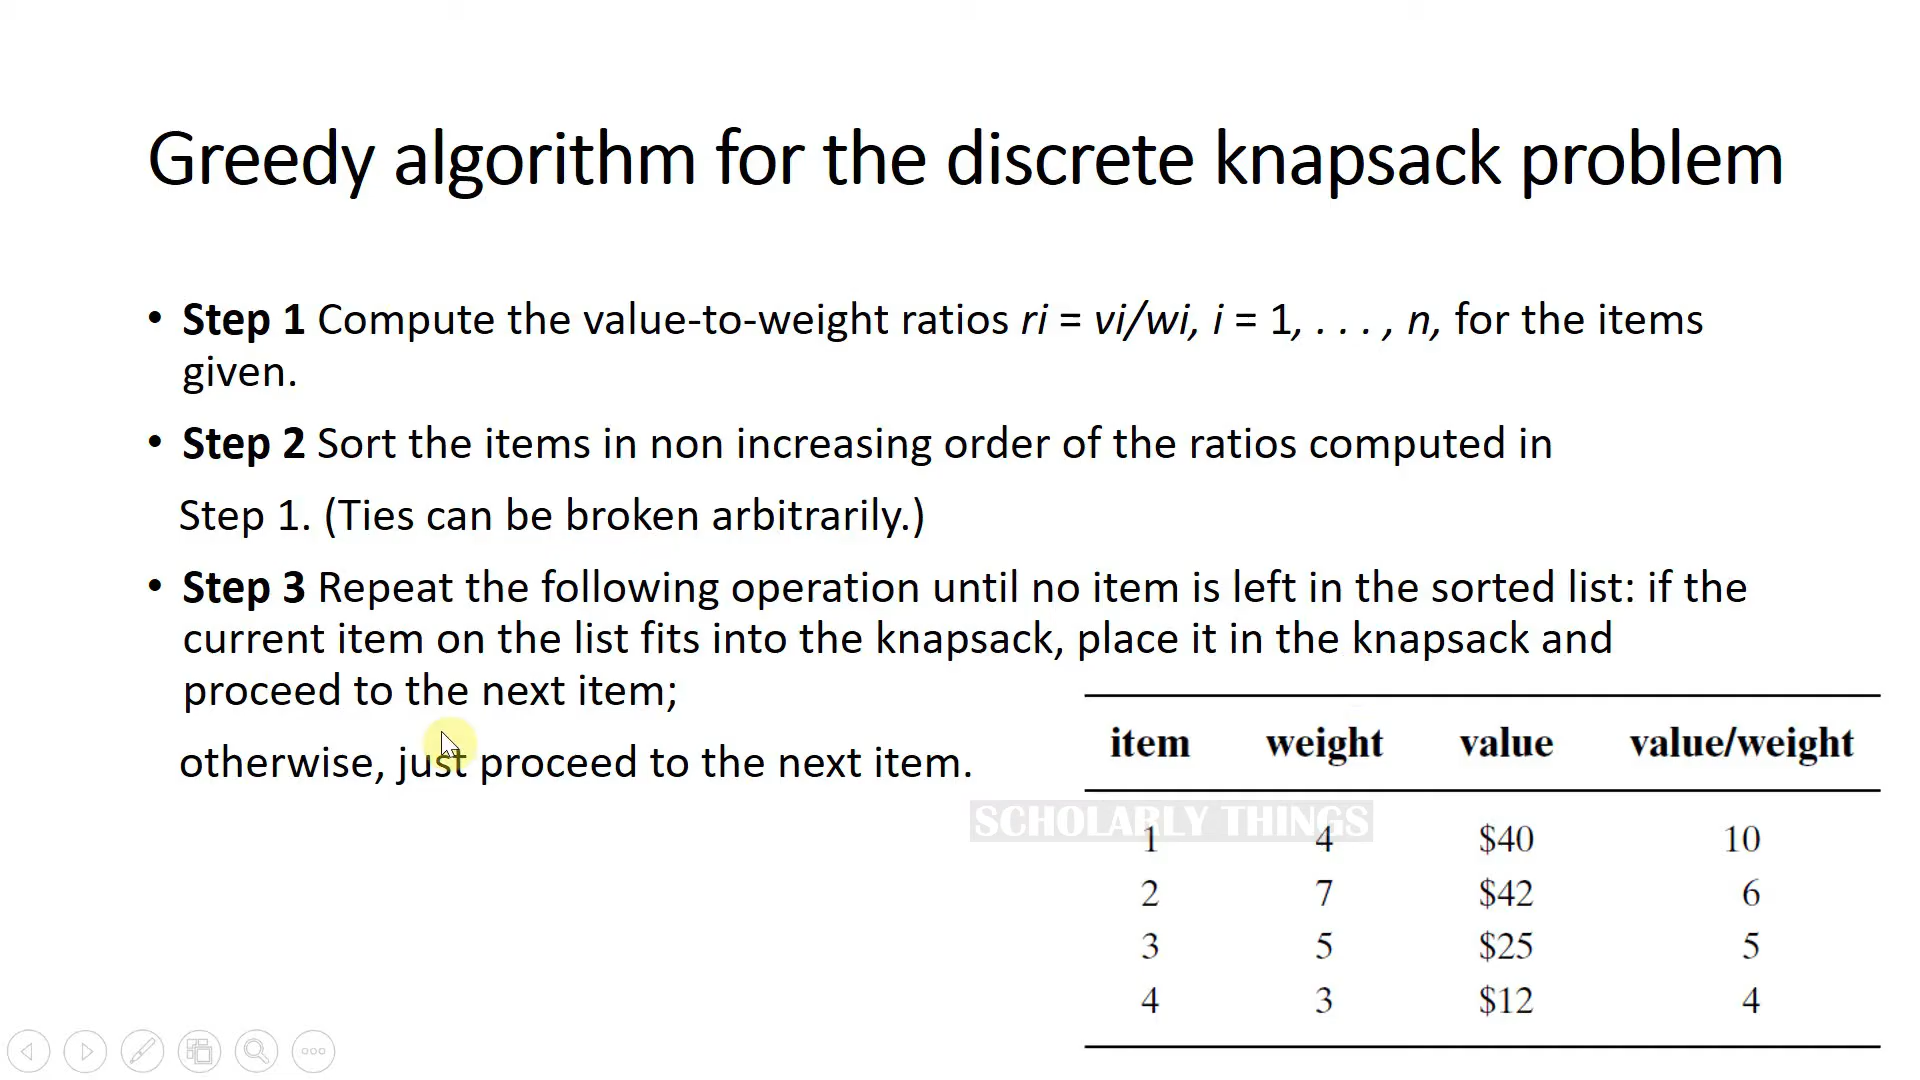 Greedy algorithm for the discrete knapsack problem
• Step 1 Compute the value-to-weight ratios ri = vi/wi, i = 1, . . . , n, for the items
given.
• Step 2 Sort the items in non increasing order of the ratios computed in
Step 1. (Ties can be broken arbitrarily.)
• Step 3 Repeat the following operation until no item is left in the sorted list: if the
current item on the list fits into the knapsack, place it in the knapsack and
proceed to the next item;
otherwise, just proceed to the next item.
item weight value value/weight
SCHOLARLY THINGS
1 4 $40 10
2 7 $42 6
3 5 $25 5
4 3 $12 4